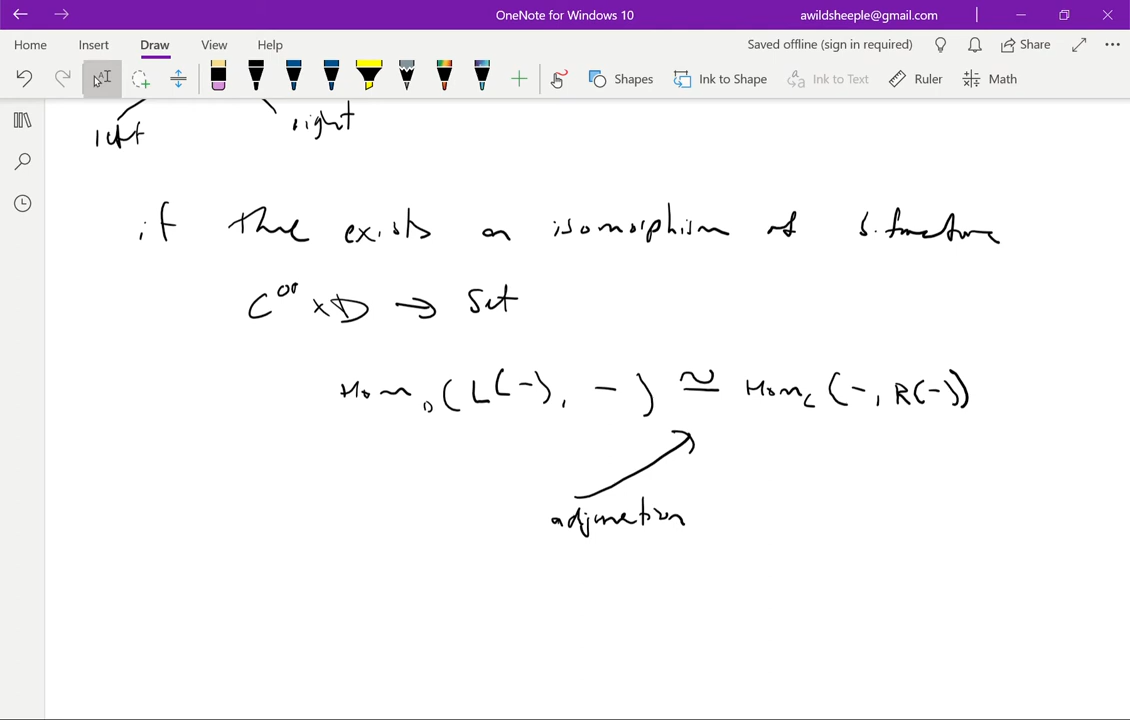 OneNote for Windows 10
awildsheeple@gmail.com
Home Insert Draw View Help
Saved offline (sign in required)
Share
Shapes
Ink to Shape
Ink to Text
Ruler
Math
left
right
if there exists an isomorphism of bifunctors
C^op × D → Set
Hom_D (L(−), −) ≅ Hom_C (−, R(−))
adjunction